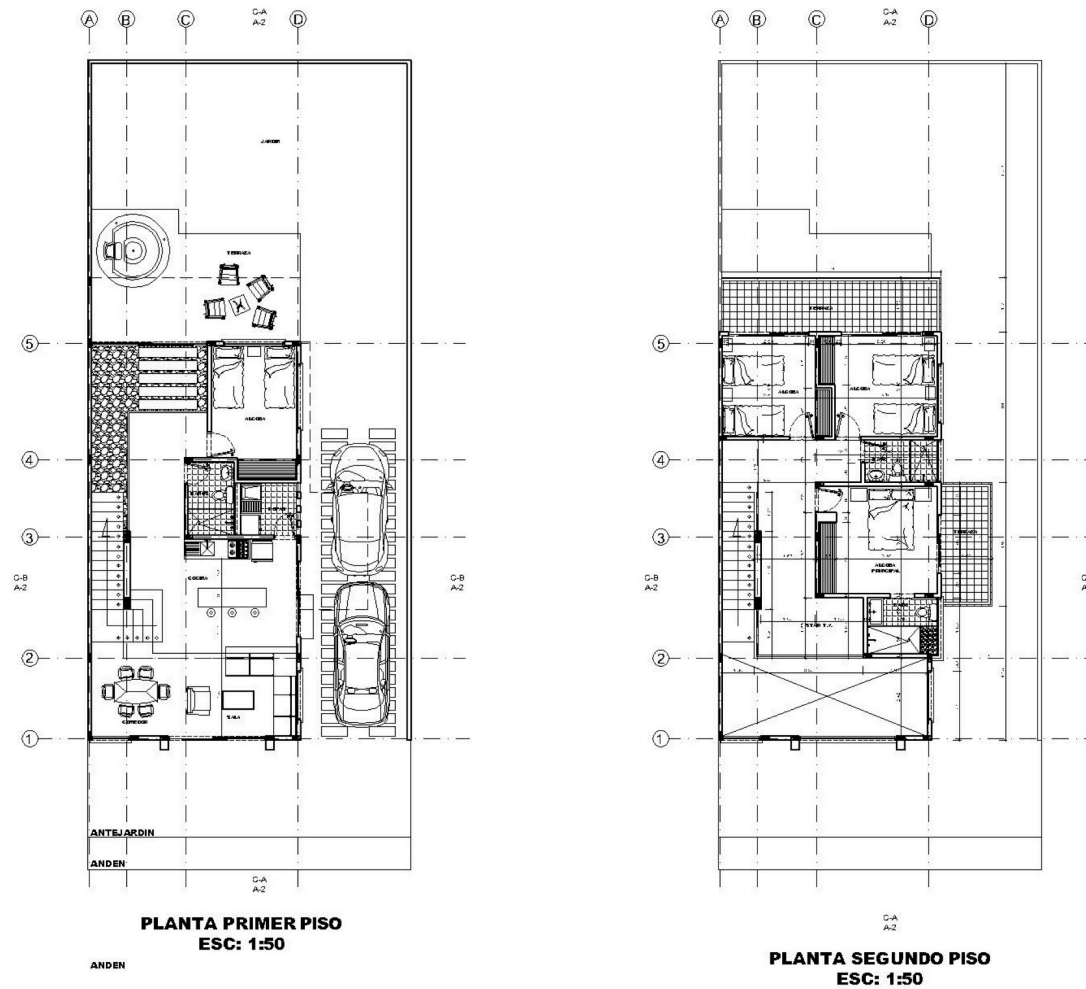 C-A
A-2
A
B
C
D
JARDIN
TERRAZA
5
ALCOBA
4
3
COCINA
C-B
A-2
C-B
A-2
2
SALA
COMEDOR
1
ANTEJARDIN
ANDEN
C-A
A-2
PLANTA PRIMER PISO
ESC: 1:50
ANDEN
C-A
A-2
A
B
C
D
TERRAZA
5
ALCOBA
ALCOBA
4
3
TERRAZA
ALCOBA
PRINCIPAL
C-B
A-2
ESTAR T.V.
2
1
C-A
A-2
PLANTA SEGUNDO PISO
ESC: 1:50